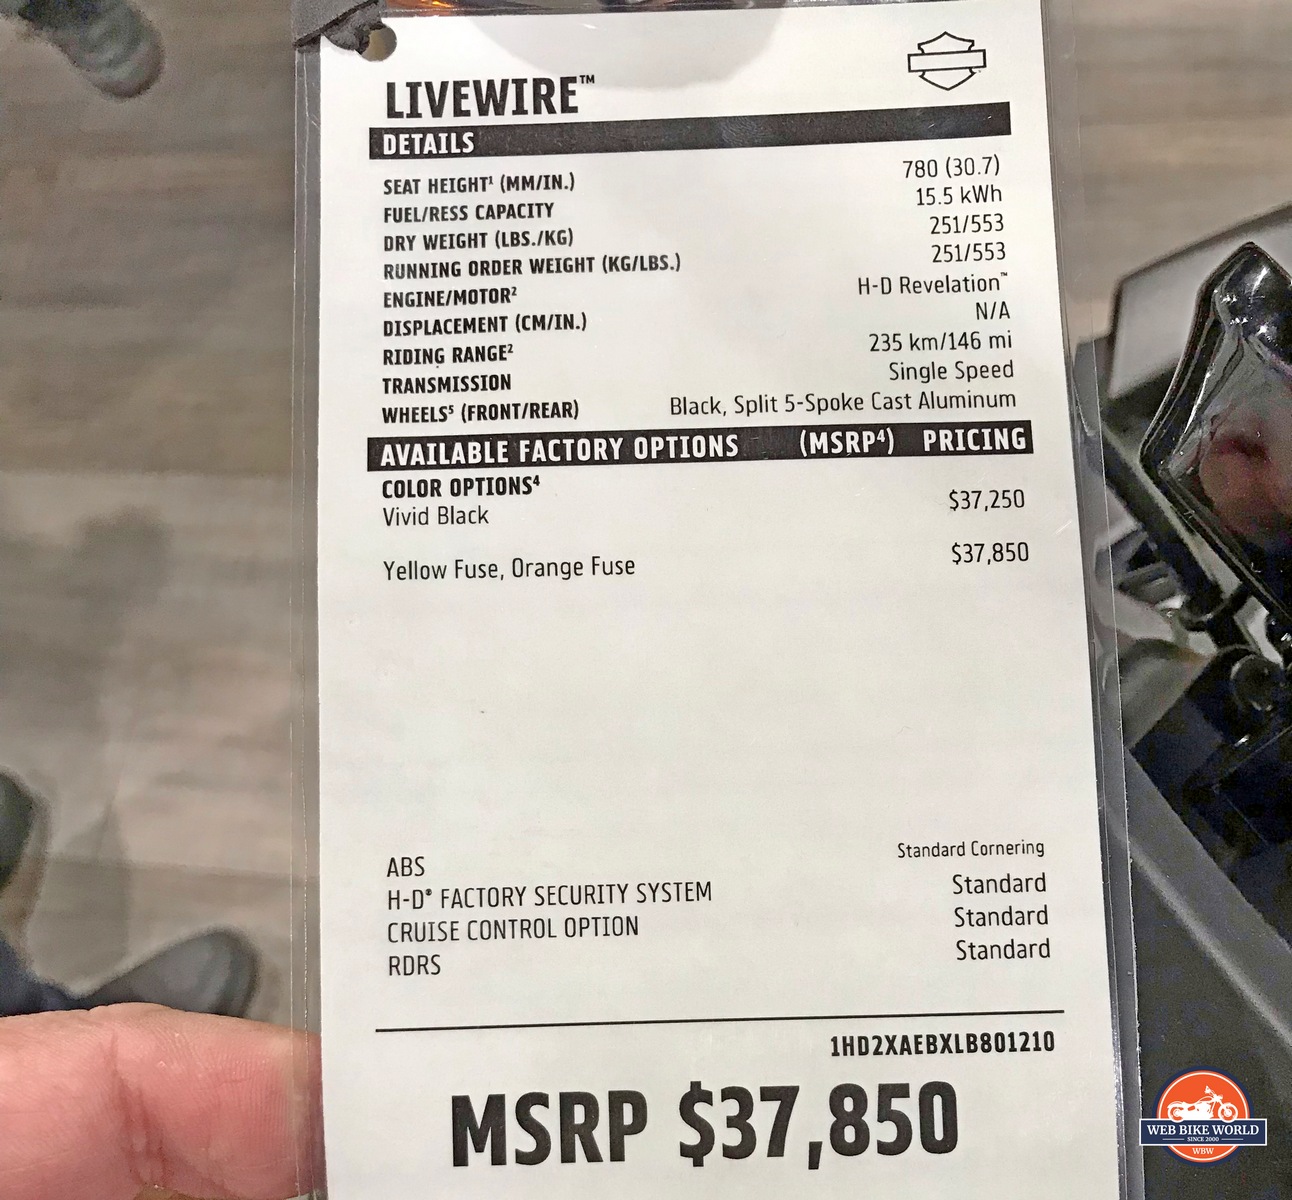 LIVEWIRE™
DETAILS
SEAT HEIGHT¹ (MM/IN.) 780 (30.7)
FUEL/RESS CAPACITY 15.5 kWh
DRY WEIGHT (LBS./KG) 251/553
RUNNING ORDER WEIGHT (KG/LBS.) 251/553
ENGINE/MOTOR² H-D Revelation™
DISPLACEMENT (CM/IN.) N/A
RIDING RANGE² 235 km/146 mi
TRANSMISSION Single Speed
WHEELS⁵ (FRONT/REAR) Black, Split 5-Spoke Cast Aluminum
AVAILABLE FACTORY OPTIONS (MSRP⁴) PRICING
COLOR OPTIONS⁴
Vivid Black $37,250
Yellow Fuse, Orange Fuse $37,850
ABS Standard Cornering
H-D® FACTORY SECURITY SYSTEM Standard
CRUISE CONTROL OPTION Standard
RDRS Standard
1HD2XAEBXLB801210
MSRP $37,850
WEB BIKE WORLD
SINCE 2000
WBW